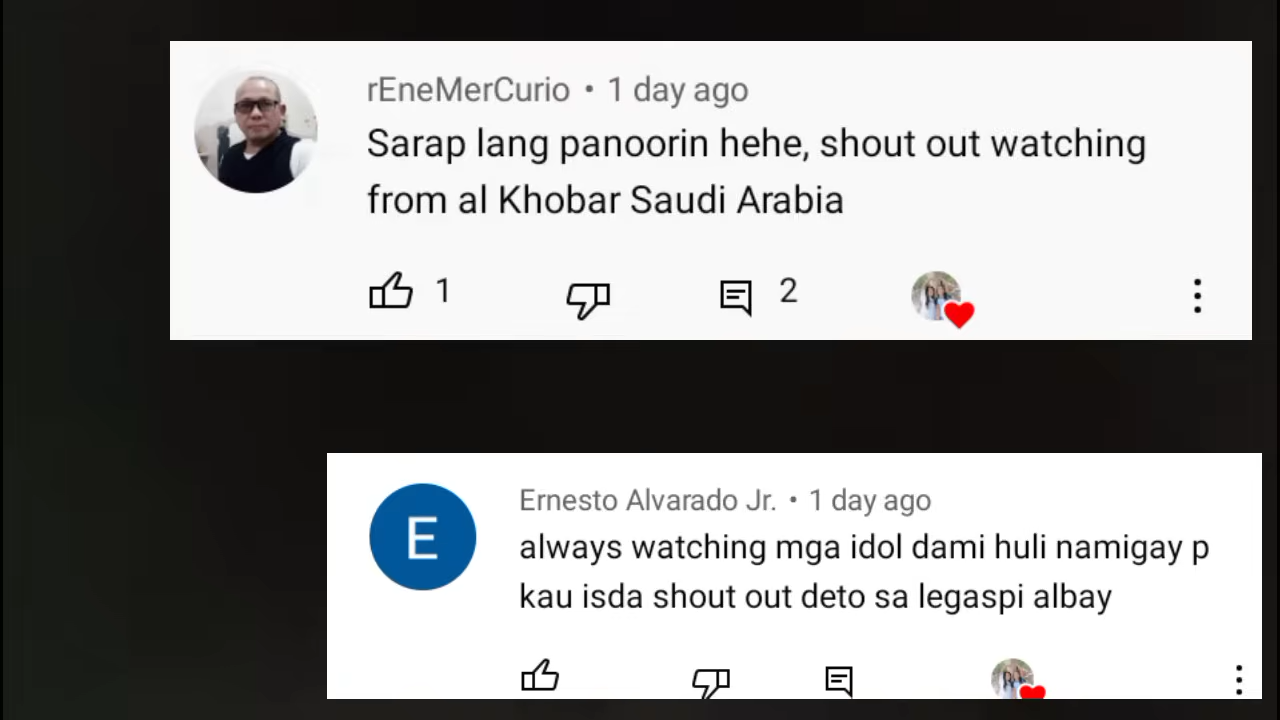 rEneMerCurio • 1 day ago
Sarap lang panoorin hehe, shout out watching
from al Khobar Saudi Arabia
1 2
E
Ernesto Alvarado Jr. • 1 day ago
always watching mga idol dami huli namigay p
kau isda shout out deto sa legaspi albay